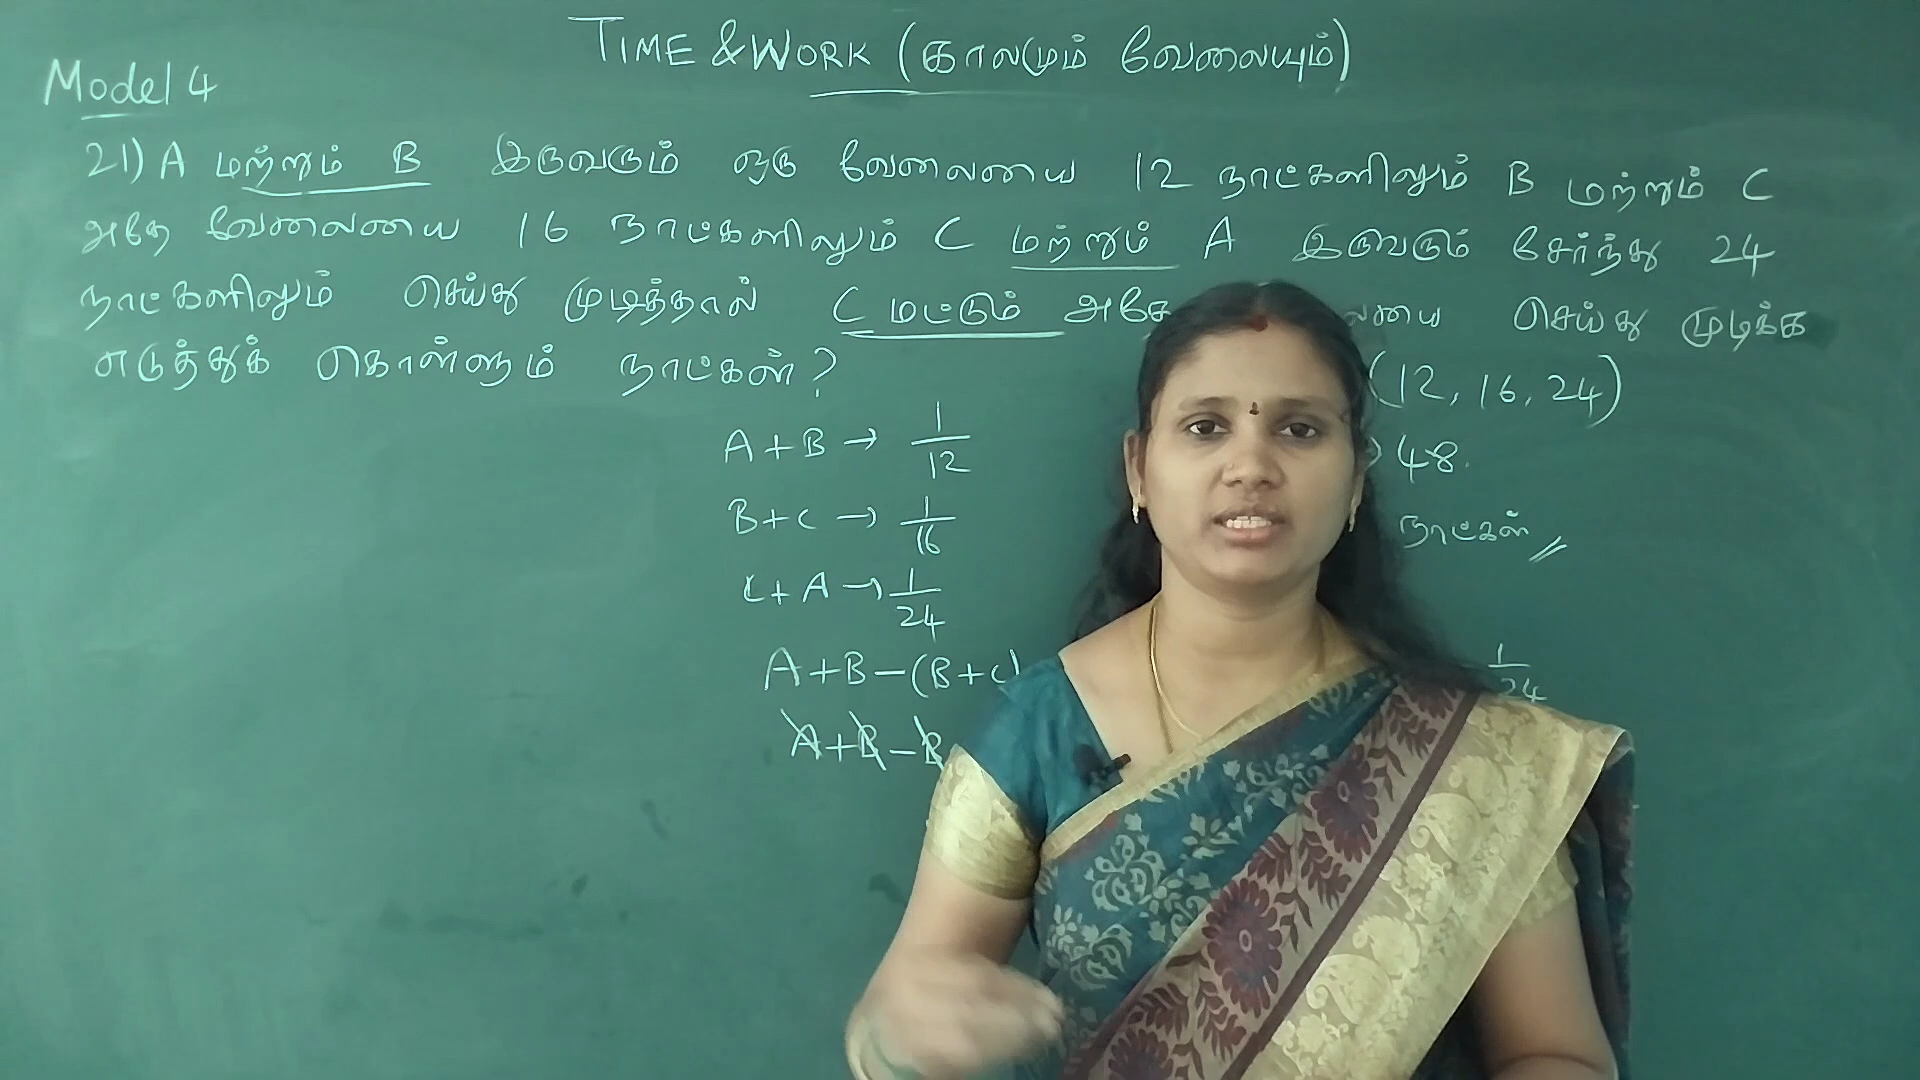 TIME & WORK (காலமும் வேலையும்)
Model 4
21) A மற்றும் B இருவரும் ஒரு வேலையை 12 நாட்களிலும் B மற்றும் C
அதே வேலையை 16 நாட்களிலும் C மற்றும் A இருவரும் சேர்ந்து 24
நாட்களிலும் செய்து முடித்தால் C மட்டும் அதே செய்து முடிக்க
எடுத்துக் கொள்ளும் நாட்கள்?
(12, 16, 24)
A + B → 1/12
48.
B + C → 1/16
நாட்கள்
C + A → 1/24
A + B - (B + C) 1/24
A + B - B